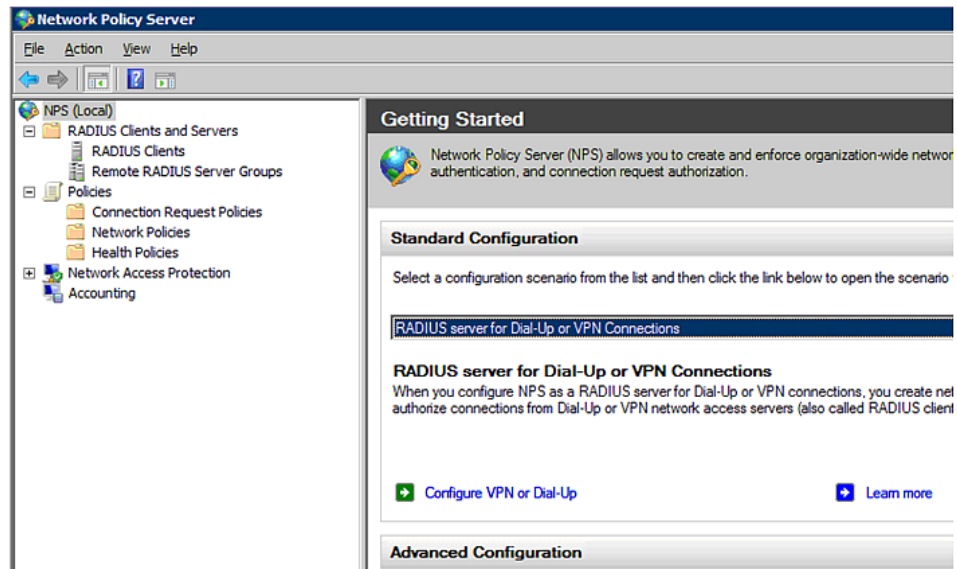 Network Policy Server
File Action View Help
NPS (Local)
RADIUS Clients and Servers
RADIUS Clients
Remote RADIUS Server Groups
Policies
Connection Request Policies
Network Policies
Health Policies
Network Access Protection
Accounting
Getting Started
Network Policy Server (NPS) allows you to create and enforce organization-wide networ
authentication, and connection request authorization.
Standard Configuration
Select a configuration scenario from the list and then click the link below to open the scenario
RADIUS server for Dial-Up or VPN Connections
RADIUS server for Dial-Up or VPN Connections
When you configure NPS as a RADIUS server for Dial-Up or VPN connections, you create net
authorize connections from Dial-Up or VPN network access servers (also called RADIUS client
Configure VPN or Dial-Up
Learn more
Advanced Configuration